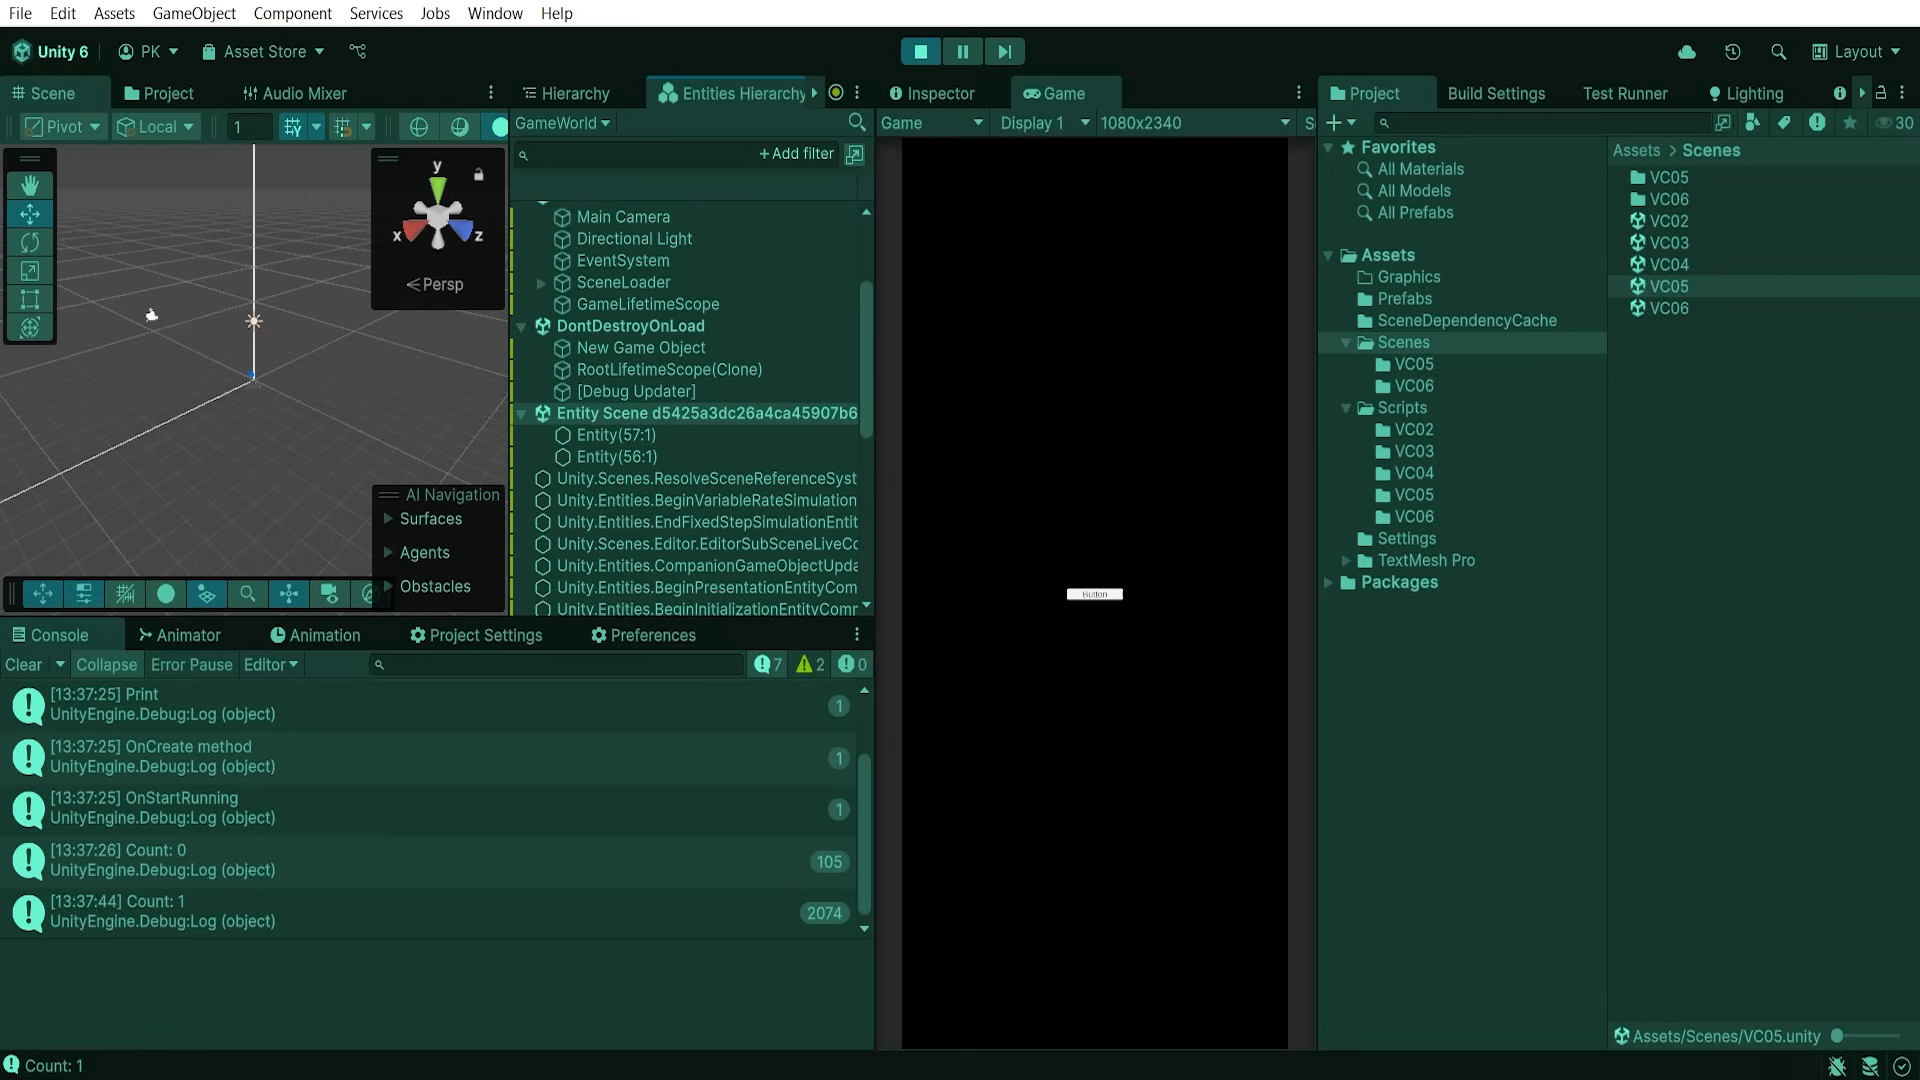 File Edit Assets GameObject Component Services Jobs Window Help
Unity 6 PK Asset Store Layout
Scene Project Audio Mixer
Pivot Local 1
y
x z
Persp
AI Navigation
Surfaces
Agents
Obstacles
Hierarchy Entities Hierarchy
GameWorld
+ Add filter
Main Camera
Directional Light
EventSystem
SceneLoader
GameLifetimeScope
DontDestroyOnLoad
New Game Object
RootLifetimeScope(Clone)
[Debug Updater]
Entity Scene d5425a3dc26a4ca45907b6
Entity(57:1)
Entity(56:1)
Unity.Scenes.ResolveSceneReferenceSyst
Unity.Entities.BeginVariableRateSimulation
Unity.Entities.EndFixedStepSimulationEntit
Unity.Scenes.Editor.EditorSubSceneLiveCo
Unity.Entities.CompanionGameObjectUpda
Unity.Entities.BeginPresentationEntityCom
Unity.Entities.BeginInitializationEntityComr
Inspector Game
Game Display 1 1080x2340 S
Button
Project Build Settings Test Runner Lighting
30
Favorites
All Materials
All Models
All Prefabs
Assets
Graphics
Prefabs
SceneDependencyCache
Scenes
VC05
VC06
Scripts
VC02
VC03
VC04
VC05
VC06
Settings
TextMesh Pro
Packages
Assets > Scenes
VC05
VC06
VC02
VC03
VC04
VC05
VC06
Assets/Scenes/VC05.unity
Console Animator Animation Project Settings Preferences
Clear Collapse Error Pause Editor 7 2 0
[13:37:25] Print
UnityEngine.Debug:Log (object)
1
[13:37:25] OnCreate method
UnityEngine.Debug:Log (object)
1
[13:37:25] OnStartRunning
UnityEngine.Debug:Log (object)
1
[13:37:26] Count: 0
UnityEngine.Debug:Log (object)
105
[13:37:44] Count: 1
UnityEngine.Debug:Log (object)
2074
Count: 1